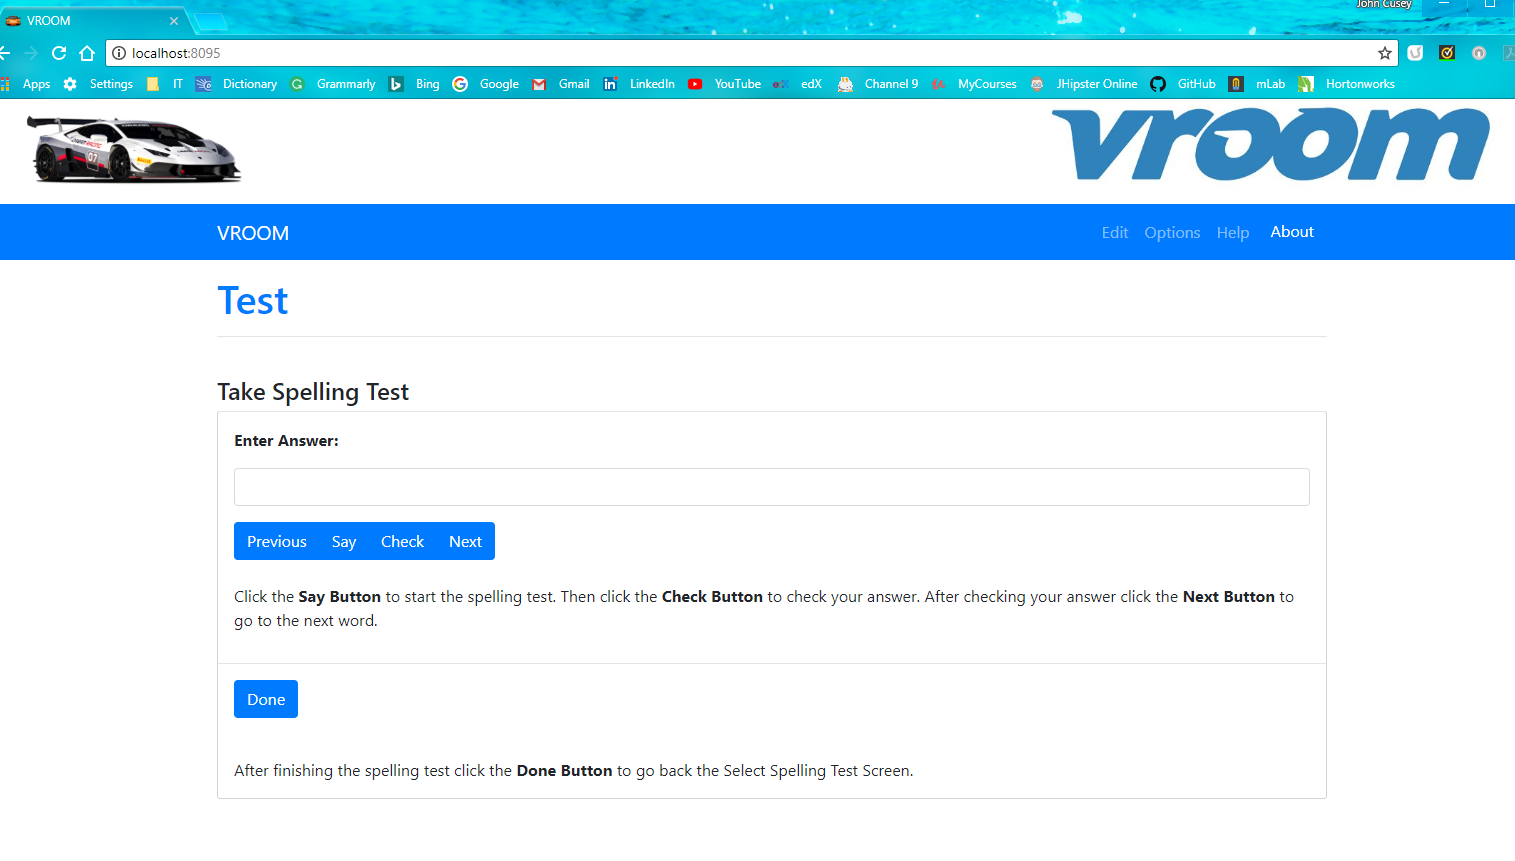 John Cusey
VROOM
localhost:8095
Apps Settings IT Dictionary Grammarly Bing Google Gmail LinkedIn YouTube edX Channel 9 MyCourses JHipster Online GitHub mLab Hortonworks
07
vroom
VROOM Edit Options Help About
Test
Take Spelling Test
Enter Answer:
Previous Say Check Next
Click the Say Button to start the spelling test. Then click the Check Button to check your answer. After checking your answer click the Next Button to
go to the next word.
Done
After finishing the spelling test click the Done Button to go back the Select Spelling Test Screen.